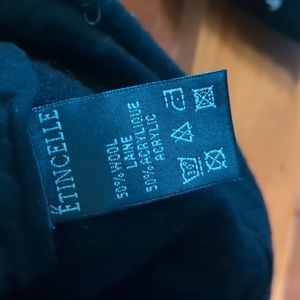 ÉTINCELLE
50% WOOL
LAINE
50% ACRYLIQUE
ACRYLIC